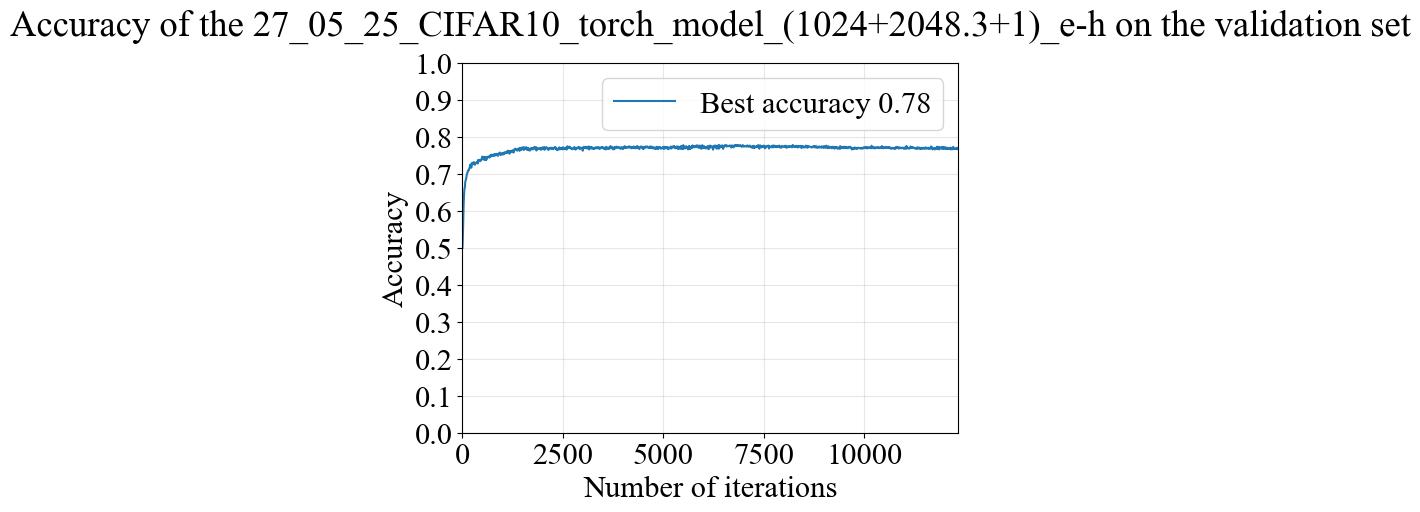 Accuracy of the 27_05_25_CIFAR10_torch_model_(1024+2048.3+1)_e-h on the validation set
1.0
0.9
0.8
0.7
0.6
0.5
0.4
0.3
0.2
0.1
0.0
Accuracy
Best accuracy 0.78
0 2500 5000 7500 10000
Number of iterations